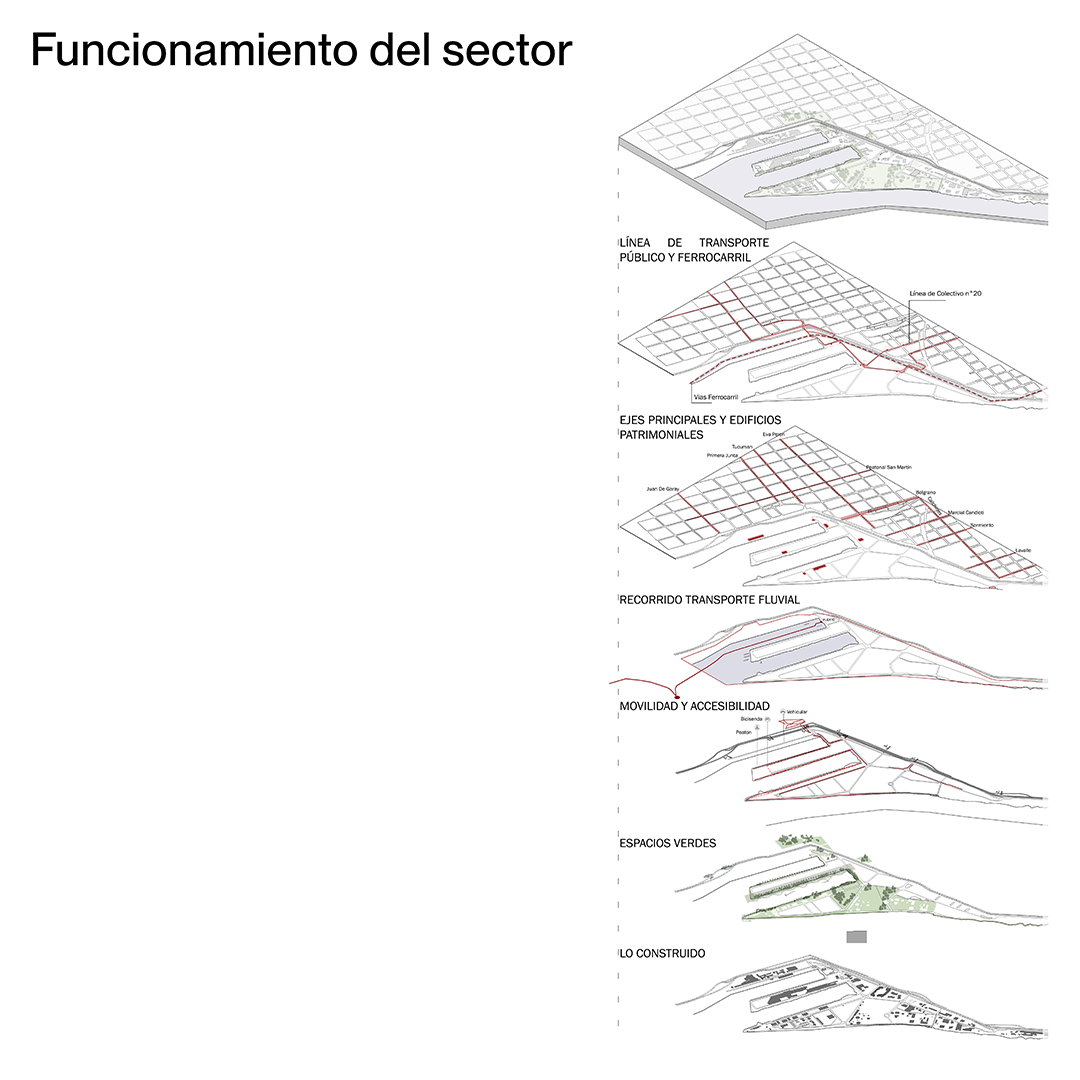 Funcionamiento del sector
LÍNEA DE TRANSPORTE
PÚBLICO Y FERROCARRIL
Línea de Colectivo n°20
Vías Ferrocarril
EJES PRINCIPALES Y EDIFICIOS
PATRIMONIALES
Eva Peron
Tucuman
Primera Junta
Peatonal San Martin
Juan De Garay
Belgrano
Marcial Candioti
Sarmiento
Lavalle
RECORRIDO TRANSPORTE FLUVIAL
MOVILIDAD Y ACCESIBILIDAD
Vehicular
Bicisenda
Peaton
ESPACIOS VERDES
LO CONSTRUIDO